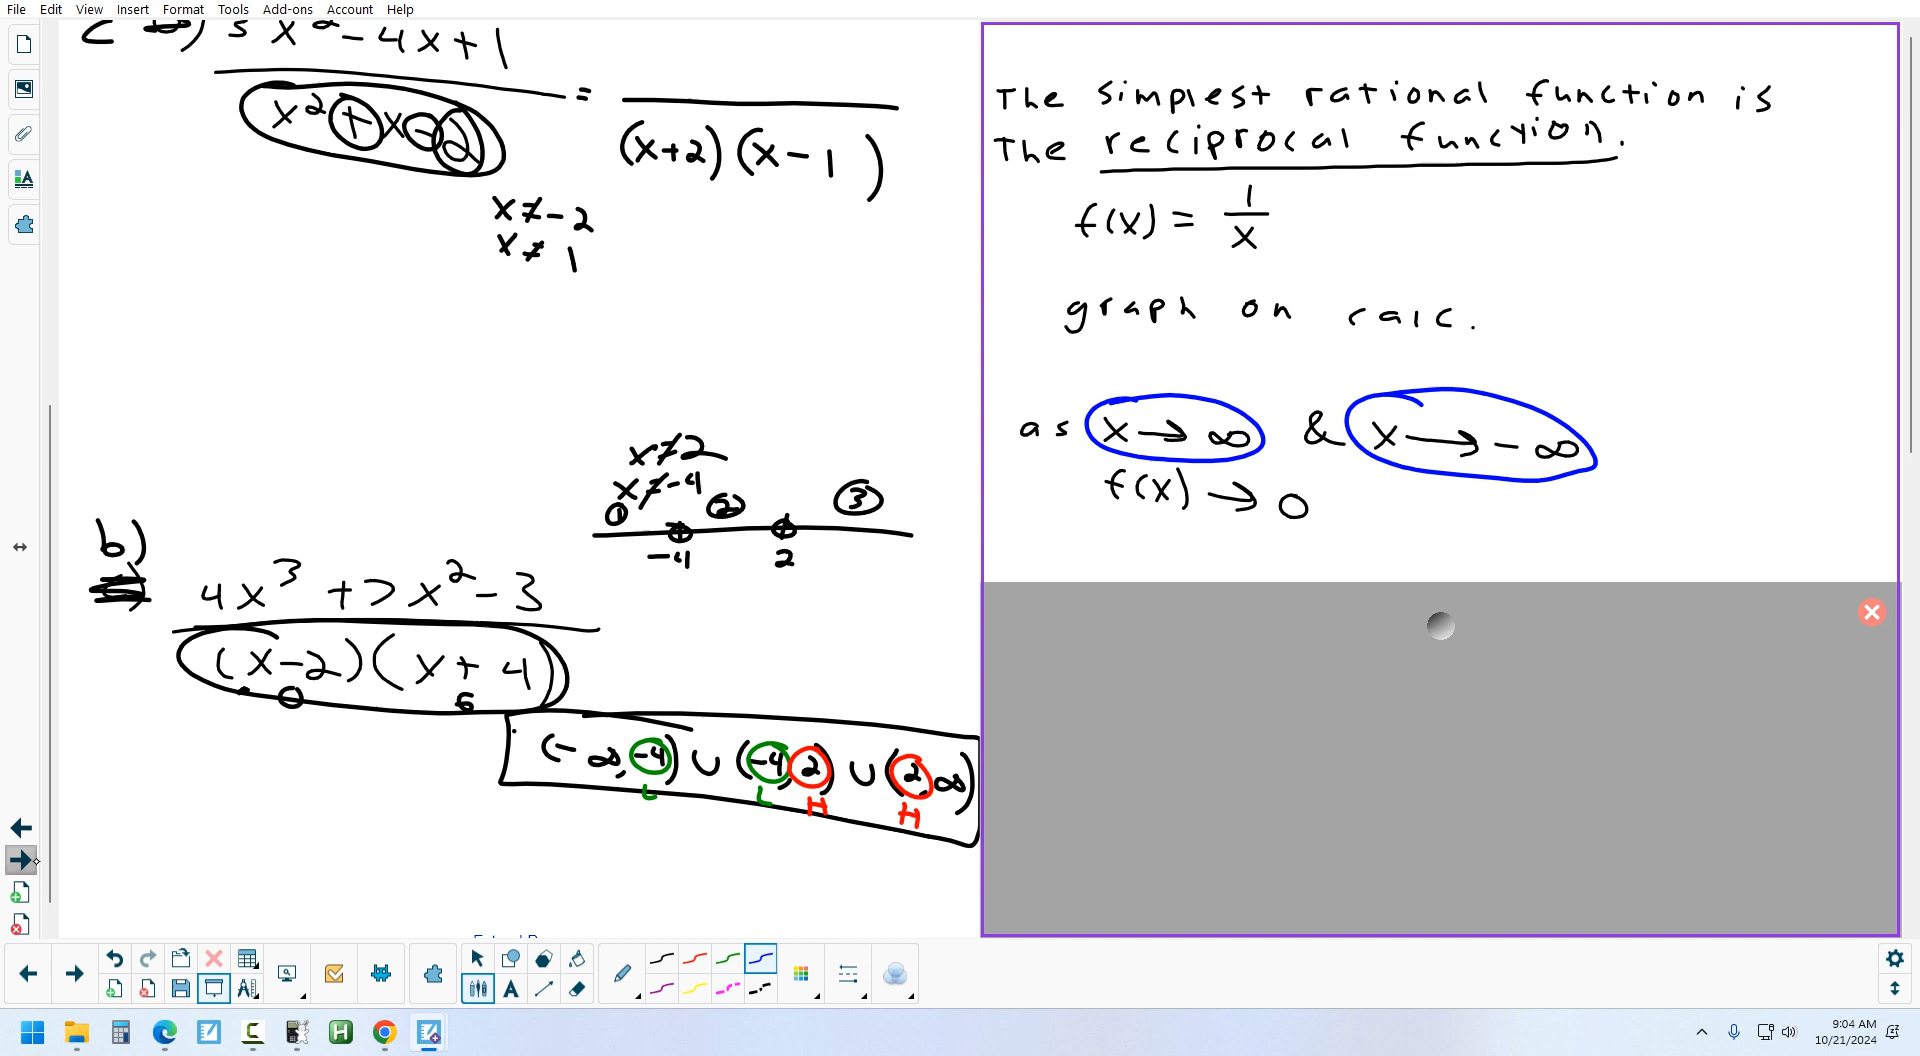 File Edit View Insert Format Tools Add-ons Account Help
c) 3x²-4x+1
x²+x-2
=
(x+2)(x-1)
x≠-2
x≠1
x≠2
x≠-4
① ② ③
-4 2
b)
4x³+7x²-3
(x-2)(x+4)
(-∞,-4)∪(-4,2)∪(2,∞)
L L H H
The simplest rational function is
The reciprocal function.
f(x) = 1/x
graph on calc.
as x→∞ & x→-∞
f(x)→0
9:04 AM
10/21/2024